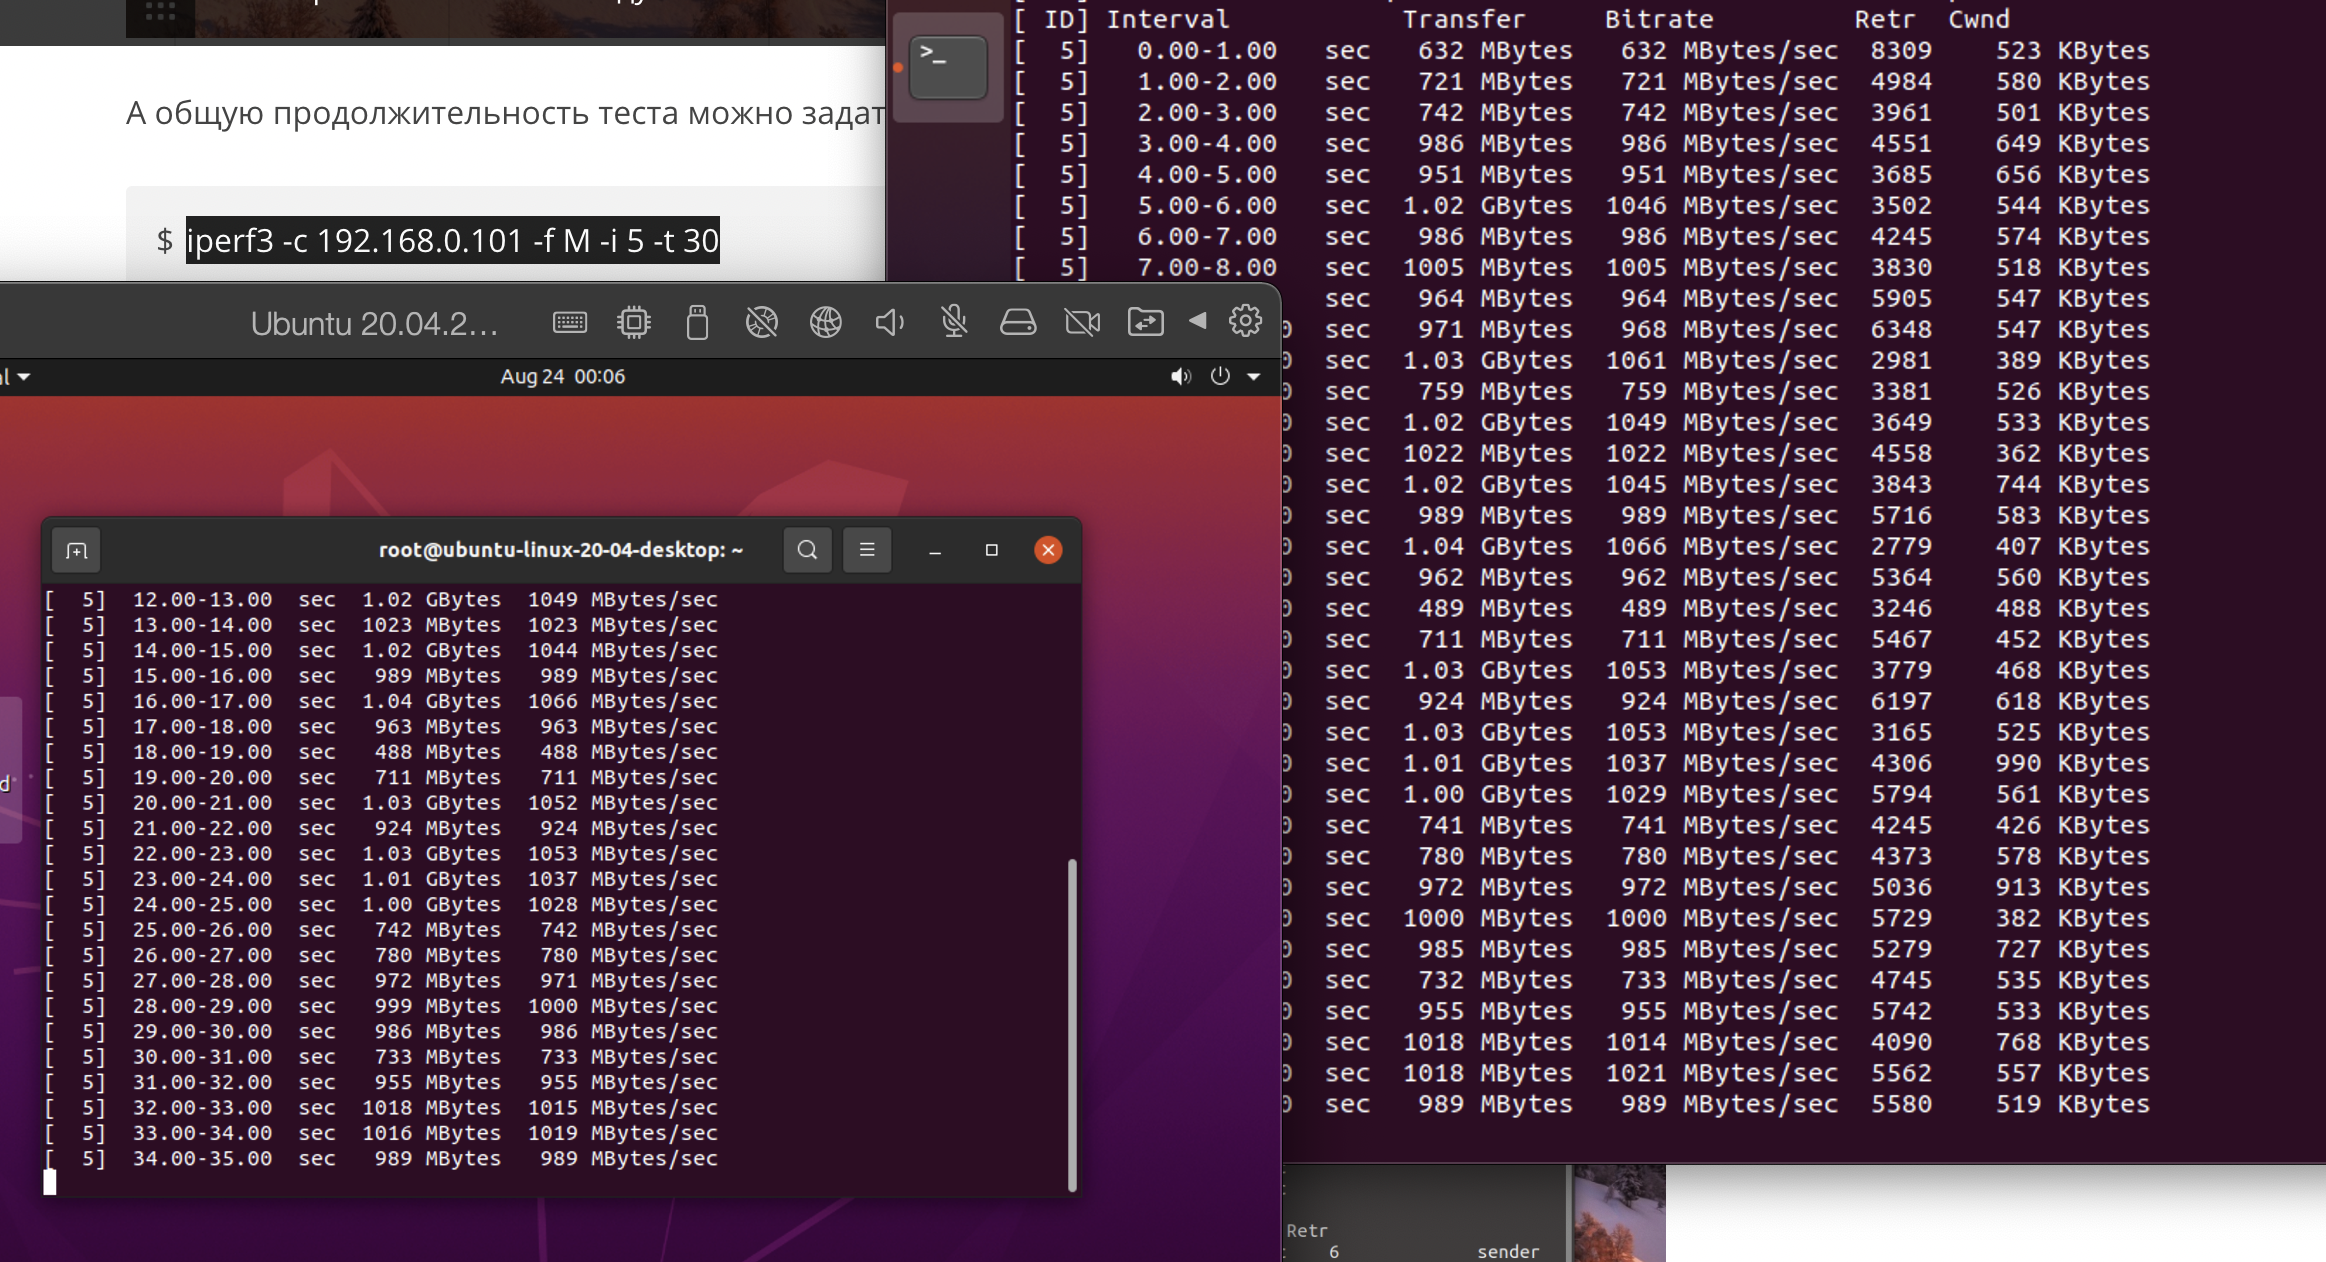 А общую продолжительность теста можно задат
$ iperf3 -c 192.168.0.101 -f M -i 5 -t 30
[ ID] Interval Transfer Bitrate Retr Cwnd
[ 5] 0.00-1.00 sec 632 MBytes 632 MBytes/sec 8309 523 KBytes
[ 5] 1.00-2.00 sec 721 MBytes 721 MBytes/sec 4984 580 KBytes
[ 5] 2.00-3.00 sec 742 MBytes 742 MBytes/sec 3961 501 KBytes
[ 5] 3.00-4.00 sec 986 MBytes 986 MBytes/sec 4551 649 KBytes
[ 5] 4.00-5.00 sec 951 MBytes 951 MBytes/sec 3685 656 KBytes
[ 5] 5.00-6.00 sec 1.02 GBytes 1046 MBytes/sec 3502 544 KBytes
[ 5] 6.00-7.00 sec 986 MBytes 986 MBytes/sec 4245 574 KBytes
[ 5] 7.00-8.00 sec 1005 MBytes 1005 MBytes/sec 3830 518 KBytes
sec 964 MBytes 964 MBytes/sec 5905 547 KBytes
0 sec 971 MBytes 968 MBytes/sec 6348 547 KBytes
0 sec 1.03 GBytes 1061 MBytes/sec 2981 389 KBytes
0 sec 759 MBytes 759 MBytes/sec 3381 526 KBytes
0 sec 1.02 GBytes 1049 MBytes/sec 3649 533 KBytes
0 sec 1022 MBytes 1022 MBytes/sec 4558 362 KBytes
0 sec 1.02 GBytes 1045 MBytes/sec 3843 744 KBytes
0 sec 989 MBytes 989 MBytes/sec 5716 583 KBytes
0 sec 1.04 GBytes 1066 MBytes/sec 2779 407 KBytes
0 sec 962 MBytes 962 MBytes/sec 5364 560 KBytes
0 sec 489 MBytes 489 MBytes/sec 3246 488 KBytes
0 sec 711 MBytes 711 MBytes/sec 5467 452 KBytes
0 sec 1.03 GBytes 1053 MBytes/sec 3779 468 KBytes
0 sec 924 MBytes 924 MBytes/sec 6197 618 KBytes
0 sec 1.03 GBytes 1053 MBytes/sec 3165 525 KBytes
0 sec 1.01 GBytes 1037 MBytes/sec 4306 990 KBytes
0 sec 1.00 GBytes 1029 MBytes/sec 5794 561 KBytes
0 sec 741 MBytes 741 MBytes/sec 4245 426 KBytes
0 sec 780 MBytes 780 MBytes/sec 4373 578 KBytes
0 sec 972 MBytes 972 MBytes/sec 5036 913 KBytes
0 sec 1000 MBytes 1000 MBytes/sec 5729 382 KBytes
0 sec 985 MBytes 985 MBytes/sec 5279 727 KBytes
0 sec 732 MBytes 733 MBytes/sec 4745 535 KBytes
0 sec 955 MBytes 955 MBytes/sec 5742 533 KBytes
0 sec 1018 MBytes 1014 MBytes/sec 4090 768 KBytes
0 sec 1018 MBytes 1021 MBytes/sec 5562 557 KBytes
0 sec 989 MBytes 989 MBytes/sec 5580 519 KBytes
Ubuntu 20.04.2...
al
Aug 24 00:06
root@ubuntu-linux-20-04-desktop: ~
[ 5] 12.00-13.00 sec 1.02 GBytes 1049 MBytes/sec
[ 5] 13.00-14.00 sec 1023 MBytes 1023 MBytes/sec
[ 5] 14.00-15.00 sec 1.02 GBytes 1044 MBytes/sec
[ 5] 15.00-16.00 sec 989 MBytes 989 MBytes/sec
[ 5] 16.00-17.00 sec 1.04 GBytes 1066 MBytes/sec
[ 5] 17.00-18.00 sec 963 MBytes 963 MBytes/sec
[ 5] 18.00-19.00 sec 488 MBytes 488 MBytes/sec
[ 5] 19.00-20.00 sec 711 MBytes 711 MBytes/sec
[ 5] 20.00-21.00 sec 1.03 GBytes 1052 MBytes/sec
[ 5] 21.00-22.00 sec 924 MBytes 924 MBytes/sec
[ 5] 22.00-23.00 sec 1.03 GBytes 1053 MBytes/sec
[ 5] 23.00-24.00 sec 1.01 GBytes 1037 MBytes/sec
[ 5] 24.00-25.00 sec 1.00 GBytes 1028 MBytes/sec
[ 5] 25.00-26.00 sec 742 MBytes 742 MBytes/sec
[ 5] 26.00-27.00 sec 780 MBytes 780 MBytes/sec
[ 5] 27.00-28.00 sec 972 MBytes 971 MBytes/sec
[ 5] 28.00-29.00 sec 999 MBytes 1000 MBytes/sec
[ 5] 29.00-30.00 sec 986 MBytes 986 MBytes/sec
[ 5] 30.00-31.00 sec 733 MBytes 733 MBytes/sec
[ 5] 31.00-32.00 sec 955 MBytes 955 MBytes/sec
[ 5] 32.00-33.00 sec 1018 MBytes 1015 MBytes/sec
[ 5] 33.00-34.00 sec 1016 MBytes 1019 MBytes/sec
[ 5] 34.00-35.00 sec 989 MBytes 989 MBytes/sec
d
Retr
6 sender